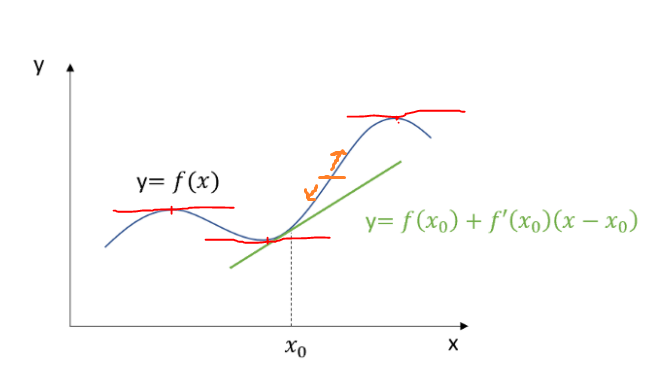 y
y= f(x)
y= f(x₀) + f′(x₀)(x − x₀)
x₀
x